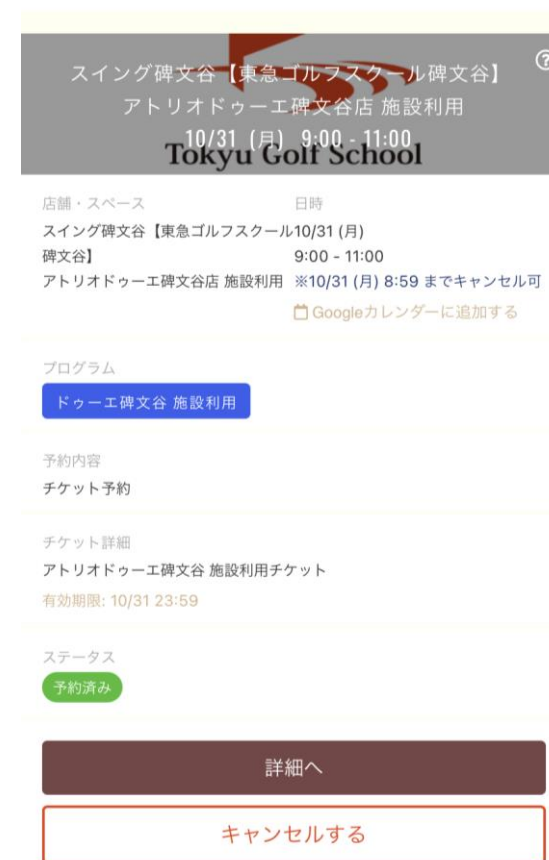 スイング碑文谷【東急ゴルフスクール碑文谷】
アトリオドゥーエ碑文谷店 施設利用
10/31 (月) 9:00 - 11:00
Tokyu Golf School
店舗・スペース
スイング碑文谷【東急ゴルフスクール
碑文谷】
アトリオドゥーエ碑文谷店 施設利用
日時
10/31 (月)
9:00 - 11:00
※10/31 (月) 8:59 までキャンセル可
Googleカレンダーに追加する
プログラム
ドゥーエ碑文谷 施設利用
予約内容
チケット予約
チケット詳細
アトリオドゥーエ碑文谷 施設利用チケット
有効期限: 10/31 23:59
ステータス
予約済み
詳細へ
キャンセルする